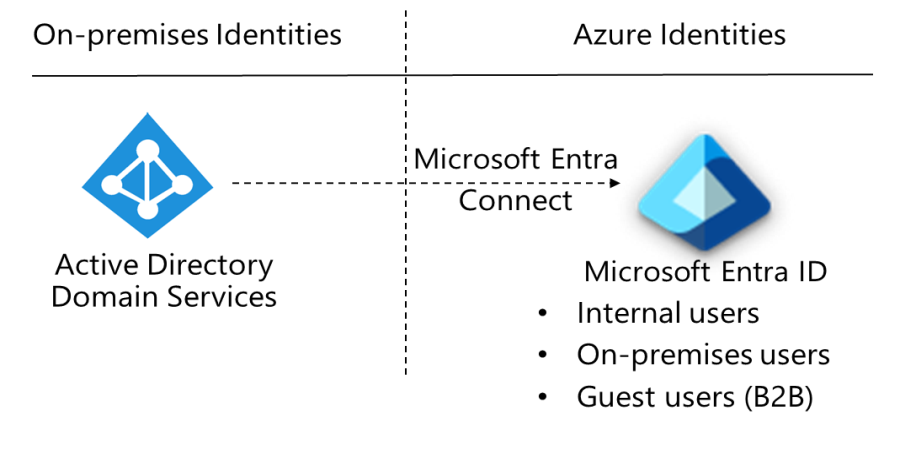 On-premises Identities
Azure Identities
Microsoft Entra
Connect
Active Directory
Domain Services
Microsoft Entra ID
• Internal users
• On-premises users
• Guest users (B2B)